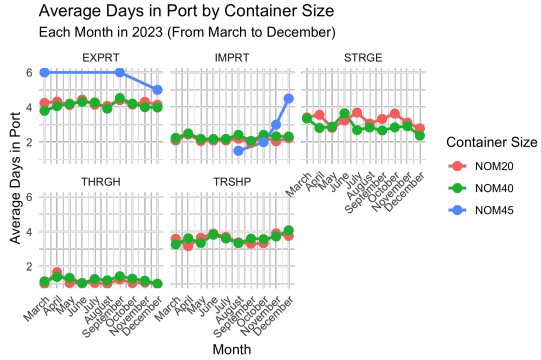 Average Days in Port by Container Size
Each Month in 2023 (From March to December)
EXPRT
IMPRT
STRGE
6
4
2
THRGH
TRSHP
6
4
2
Average Days in Port
March
April
May
June
July
August
September
October
November
December
March
April
May
June
July
August
September
October
November
December
March
April
May
June
July
August
September
October
November
December
Month
Container Size
NOM20
NOM40
NOM45